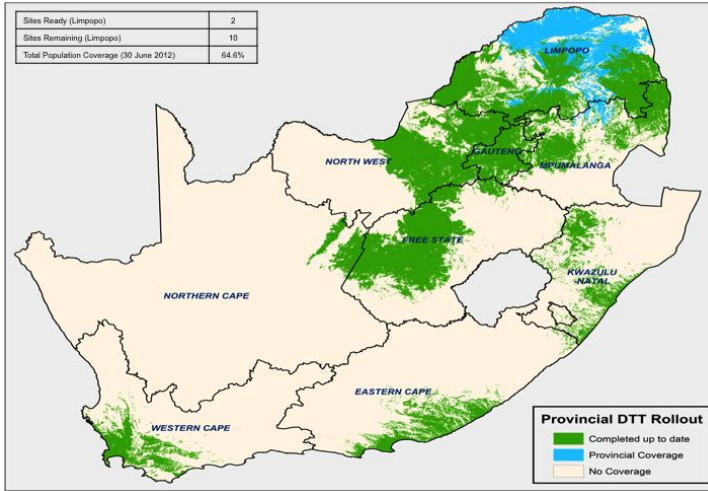 Sites Ready (Limpopo) 2
Sites Remaining (Limpopo) 10
Total Population Coverage (30 June 2012) 64.6%
LIMPOPO
NORTH WEST
GAUTENG
MPUMALANGA
FREE STATE
KWAZULU
-NATAL
NORTHERN CAPE
EASTERN CAPE
WESTERN CAPE
Provincial DTT Rollout
Completed up to date
Provincial Coverage
No Coverage